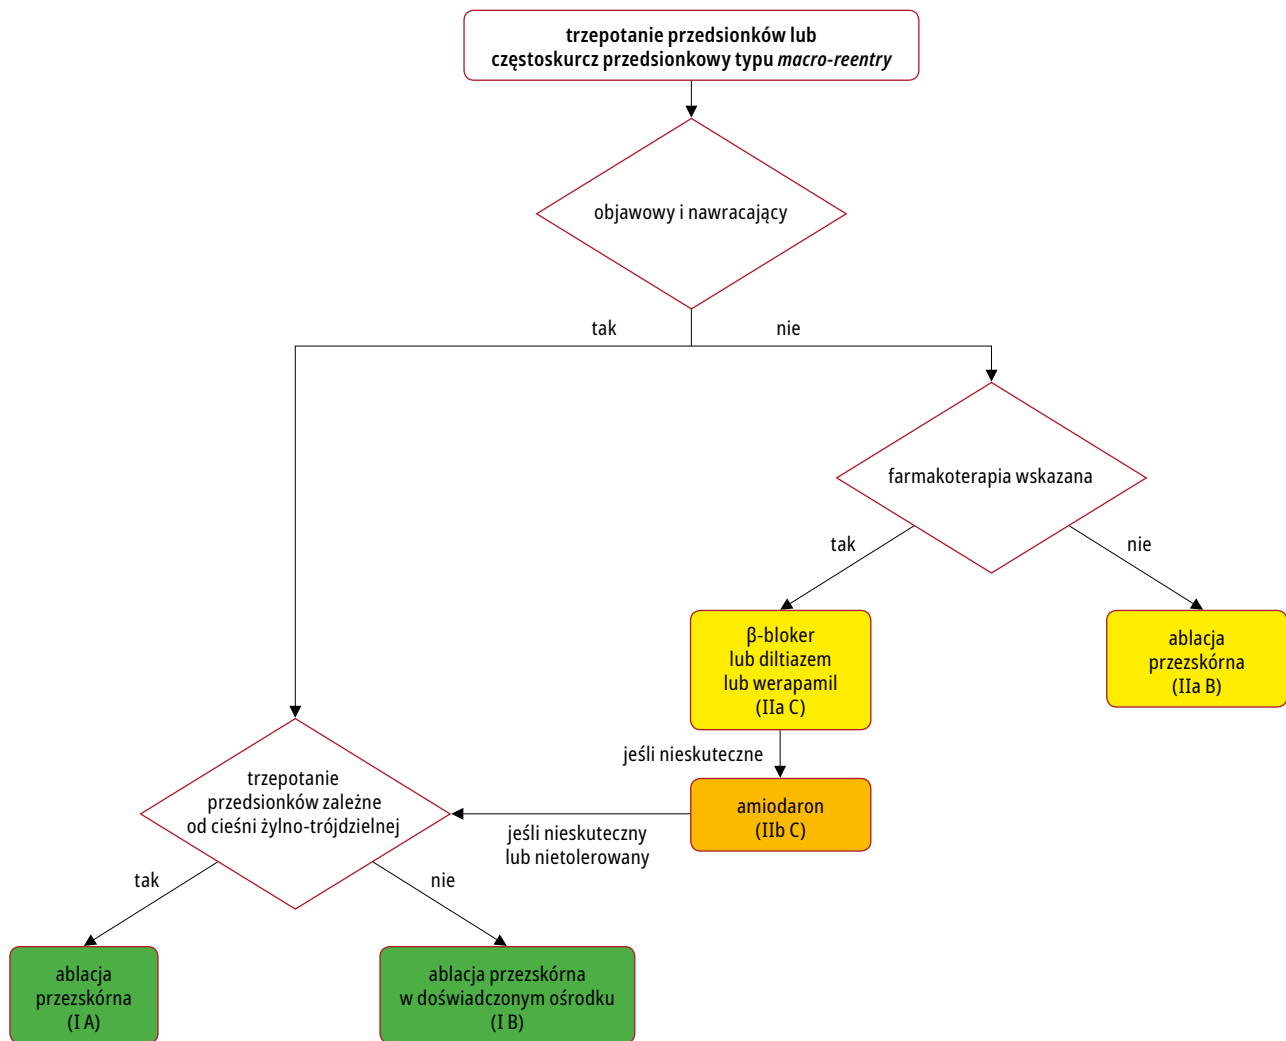 trzepotanie przedsionków lub
częstoskurcz przedsionkowy typu macro-reentry
objawowy i nawracający
tak
nie
farmakoterapia wskazana
tak
nie
β-bloker
lub diltiazem
lub werapamil
(IIa C)
ablacja
przezskórna
(IIa B)
jeśli nieskuteczne
trzepotanie
przedsionków zależne
od cieśni żylno-trójdzielnej
amiodaron
(IIb C)
jeśli nieskuteczny
lub nietolerowany
tak
nie
ablacja
przezskórna
(I A)
ablacja przezskórna
w doświadczonym ośrodku
(I B)